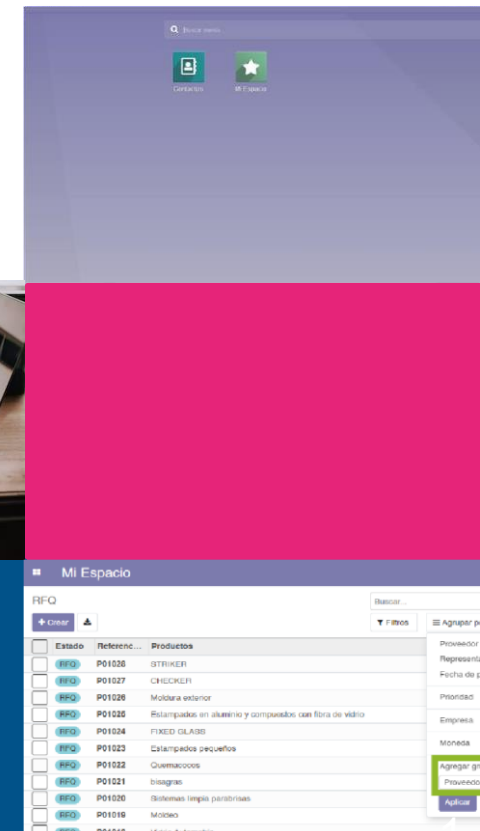 Buscar menú...
Contactos Mi Espacio
Mi Espacio
RFQ
Buscar...
+ Crear Filtros Agrupar po
Estado Referenc... Productos
RFQ P01028 STRIKER
RFQ P01027 CHECKER
RFQ P01026 Moldura exterior
RFQ P01025 Estampados en aluminio y compuestos con fibra de vidrio
RFQ P01024 FIXED GLASS
RFQ P01023 Estampados pequeños
RFQ P01022 Quemacocos
RFQ P01021 bisagras
RFQ P01020 Sistemas limpia parabrisas
RFQ P01019 Moldeo
Proveedor
Representa
Fecha de p
Prioridad
Empresa
Moneda
Agregar gr
Proveedo
Aplicar